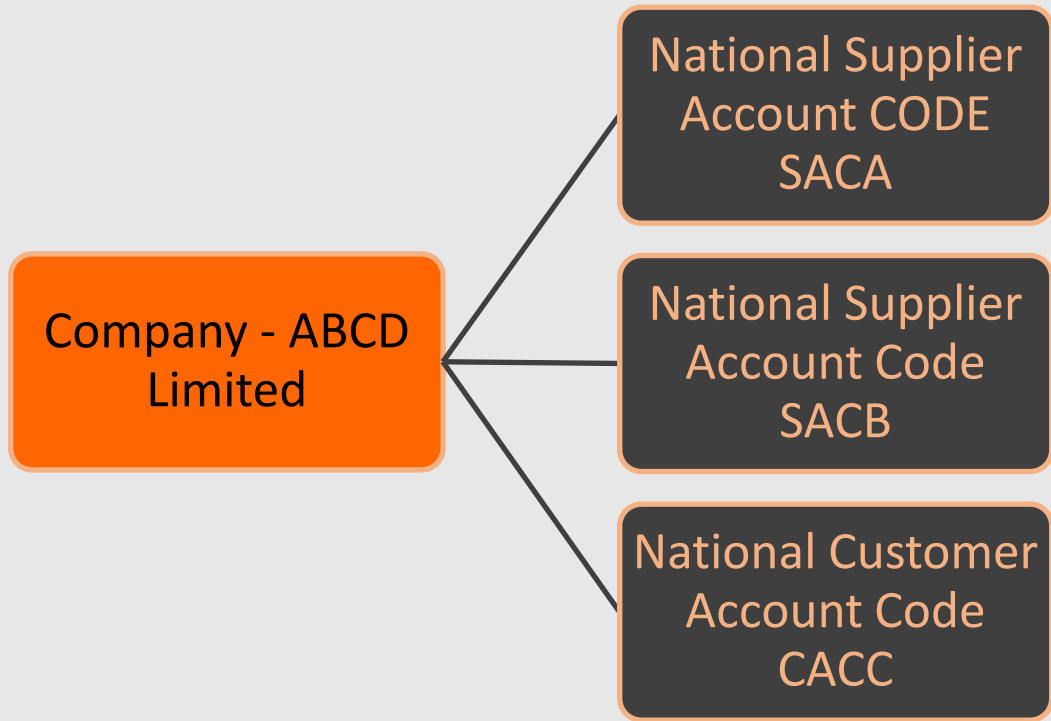 National Supplier
Account CODE
SACA
Company - ABCD
Limited
National Supplier
Account Code
SACB
National Customer
Account Code
CACC